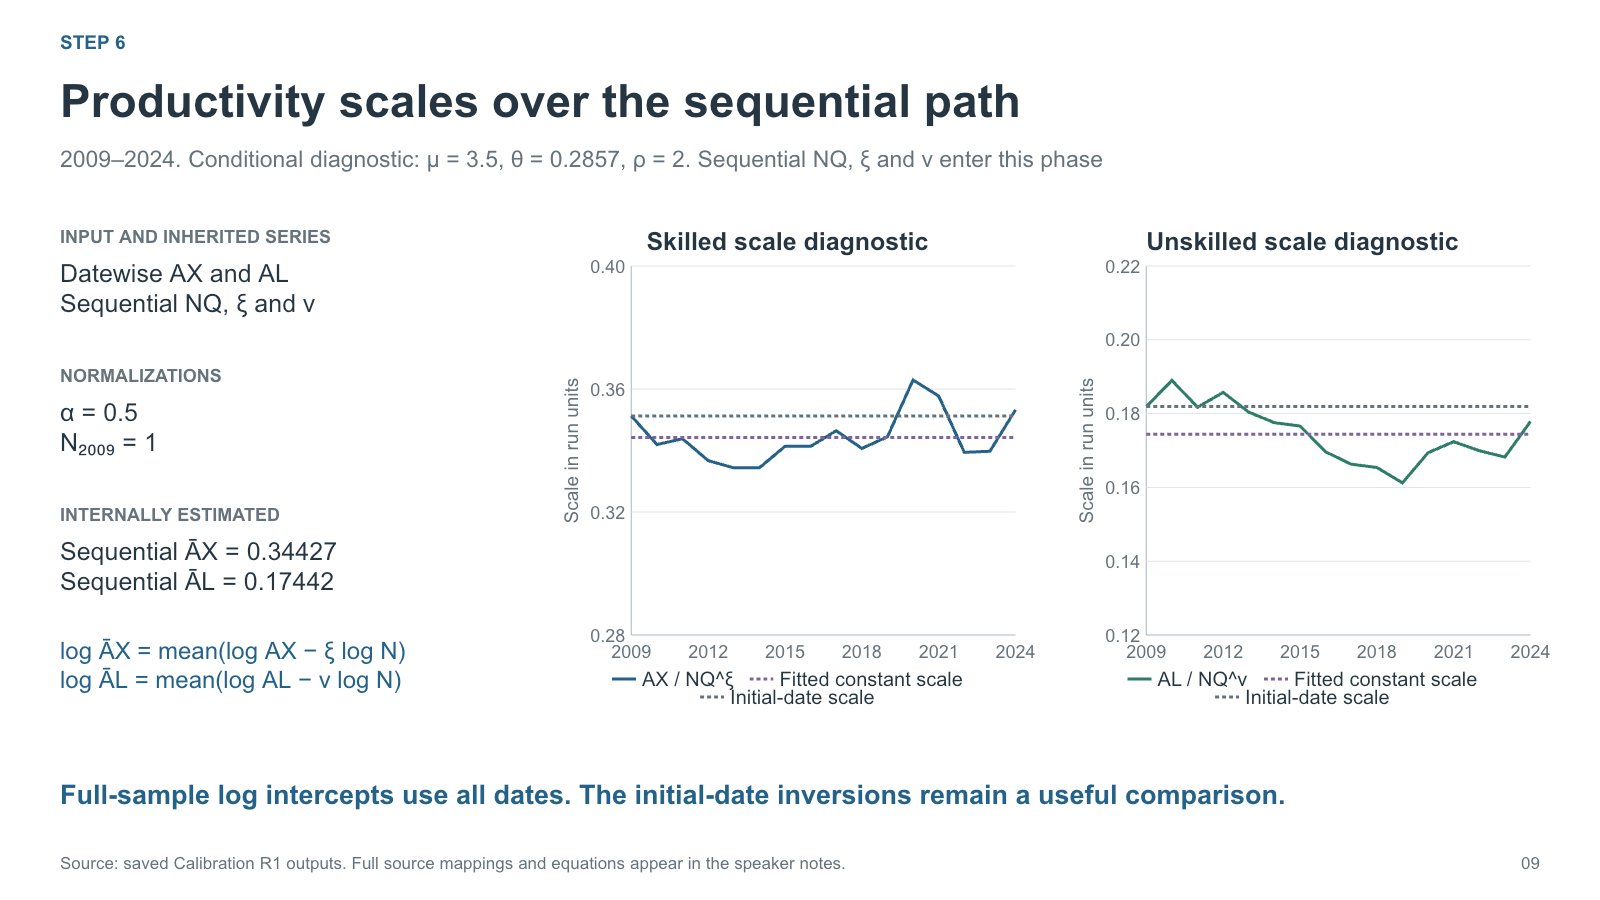 STEP 6
Productivity scales over the sequential path
2009–2024. Conditional diagnostic: μ = 3.5, θ = 0.2857, ρ = 2. Sequential NQ, ξ and ν enter this phase
INPUT AND INHERITED SERIES
Datewise AX and AL
Sequential NQ, ξ and ν
NORMALIZATIONS
α = 0.5
N₂₀₀₉ = 1
INTERNALLY ESTIMATED
Sequential ĀX = 0.34427
Sequential ĀL = 0.17442
log ĀX = mean(log AX − ξ log N)
log ĀL = mean(log AL − ν log N)
Skilled scale diagnostic
Scale in run units
0.40
0.36
0.32
0.28
2009 2012 2015 2018 2021 2024
AX / NQ^ξ Fitted constant scale
Initial-date scale
Unskilled scale diagnostic
Scale in run units
0.22
0.20
0.18
0.16
0.14
0.12
2009 2012 2015 2018 2021 2024
AL / NQ^ν Fitted constant scale
Initial-date scale
Full-sample log intercepts use all dates. The initial-date inversions remain a useful comparison.
Source: saved Calibration R1 outputs. Full source mappings and equations appear in the speaker notes.
09